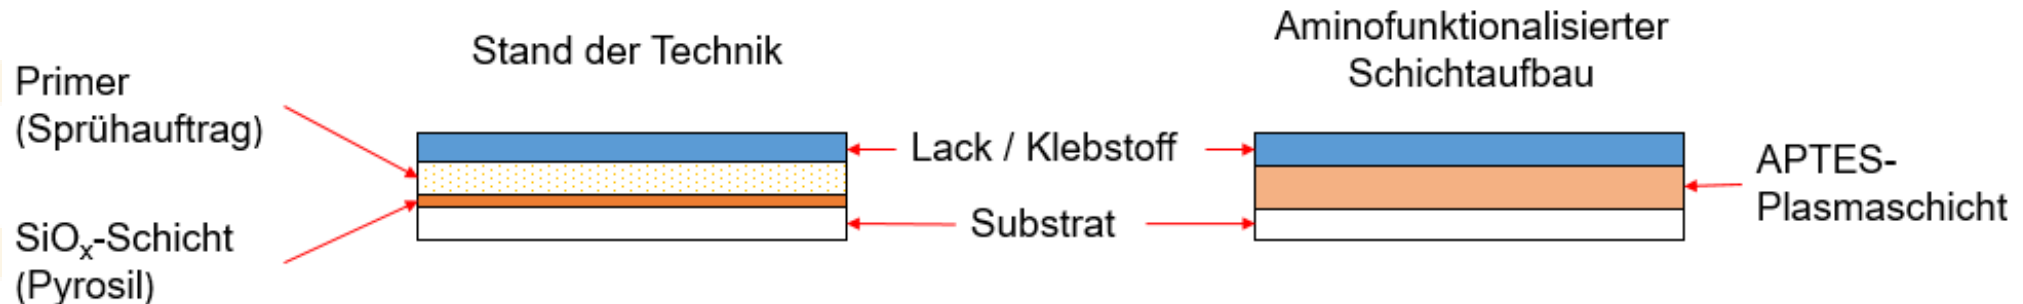 Stand der Technik
Aminofunktionalisierter
Schichtaufbau
Primer
(Sprühauftrag)
Lack / Klebstoff
APTES-
Plasmaschicht
Substrat
SiOₓ-Schicht
(Pyrosil)